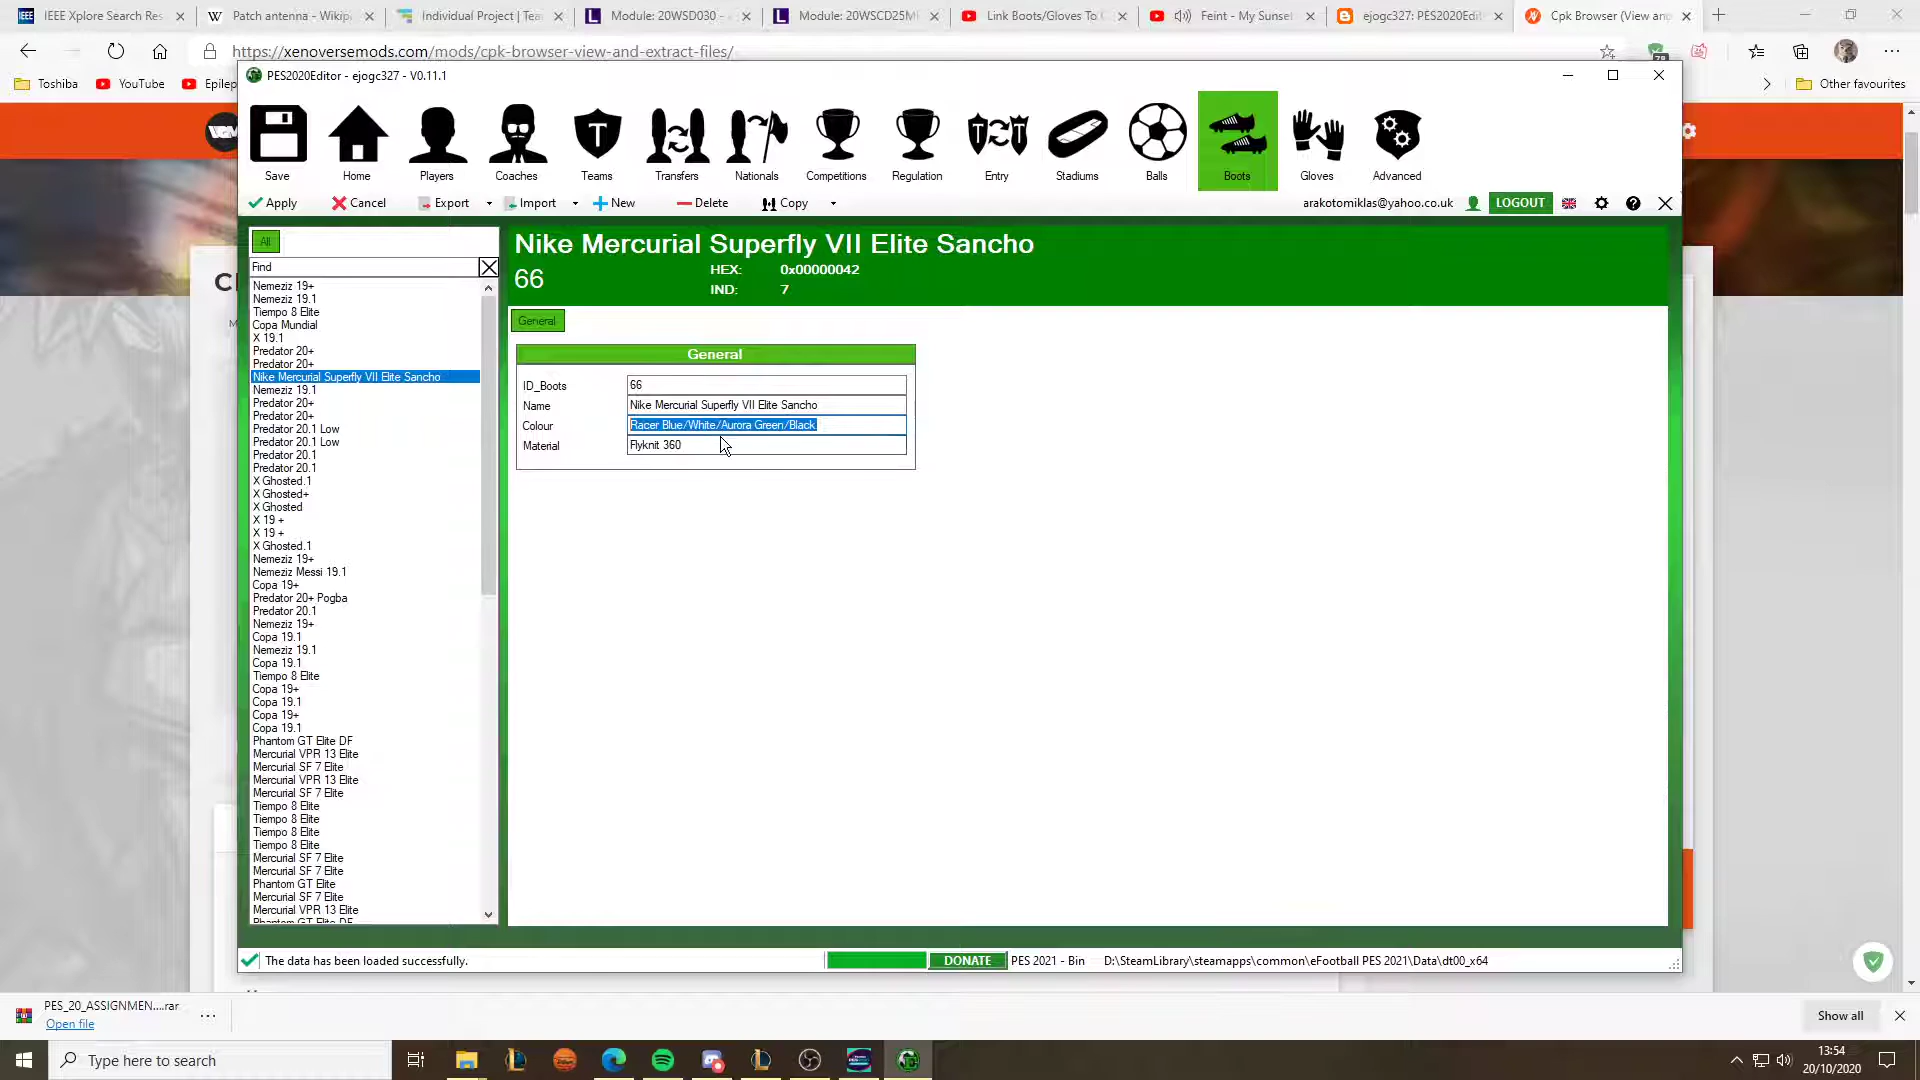 IEEE Xplore Search Res
Patch antenna - Wikip
Individual Project | Tea
Module: 20WSD030 -
Module: 20WSCD25M
Link Boots/Gloves To
Feint - My Sunset
ejogc327: PES2020Edit
Cpk Browser (View an
https://xenoversemods.com/mods/cpk-browser-view-and-extract-files/
Toshiba
YouTube
Epilep
Other favourites
PES2020Editor - ejogc327 - V0.11.1
Save
Home
Players
Coaches
Teams
Transfers
Nationals
Competitions
Regulation
Entry
Stadiums
Balls
Boots
Gloves
Advanced
Apply
Cancel
Export
Import
New
Delete
Copy
arakotomiklas@yahoo.co.uk
LOGOUT
All
Find
Nemeziz 19+
Nemeziz 19.1
Tiempo 8 Elite
Copa Mundial
X 19.1
Predator 20+
Predator 20+
Nike Mercurial Superfly VII Elite Sancho
Nemeziz 19.1
Predator 20+
Predator 20+
Predator 20.1 Low
Predator 20.1 Low
Predator 20.1
Predator 20.1
X Ghosted.1
X Ghosted+
X Ghosted
X 19 +
X 19 +
X Ghosted.1
Nemeziz 19+
Nemeziz Messi 19.1
Copa 19+
Predator 20+ Pogba
Predator 20.1
Nemeziz 19+
Copa 19.1
Nemeziz 19.1
Copa 19.1
Tiempo 8 Elite
Copa 19+
Copa 19.1
Copa 19+
Copa 19.1
Phantom GT Elite DF
Mercurial VPR 13 Elite
Mercurial SF 7 Elite
Mercurial VPR 13 Elite
Mercurial SF 7 Elite
Tiempo 8 Elite
Tiempo 8 Elite
Tiempo 8 Elite
Tiempo 8 Elite
Mercurial SF 7 Elite
Mercurial SF 7 Elite
Phantom GT Elite
Mercurial SF 7 Elite
Mercurial VPR 13 Elite
Phantom GT Elite DF
Nike Mercurial Superfly VII Elite Sancho
66
HEX: 0x00000042
IND: 7
General
General
ID_Boots 66
Name Nike Mercurial Superfly VII Elite Sancho
Colour Racer Blue/White/Aurora Green/Black
Material Flyknit 360
The data has been loaded successfully.
DONATE
PES 2021 - Bin
D:\SteamLibrary\steamapps\common\eFootball PES 2021\Data\dt00_x64
PES_20_ASSIGNMEN....rar
Open file
Show all
Type here to search
13:54
20/10/2020